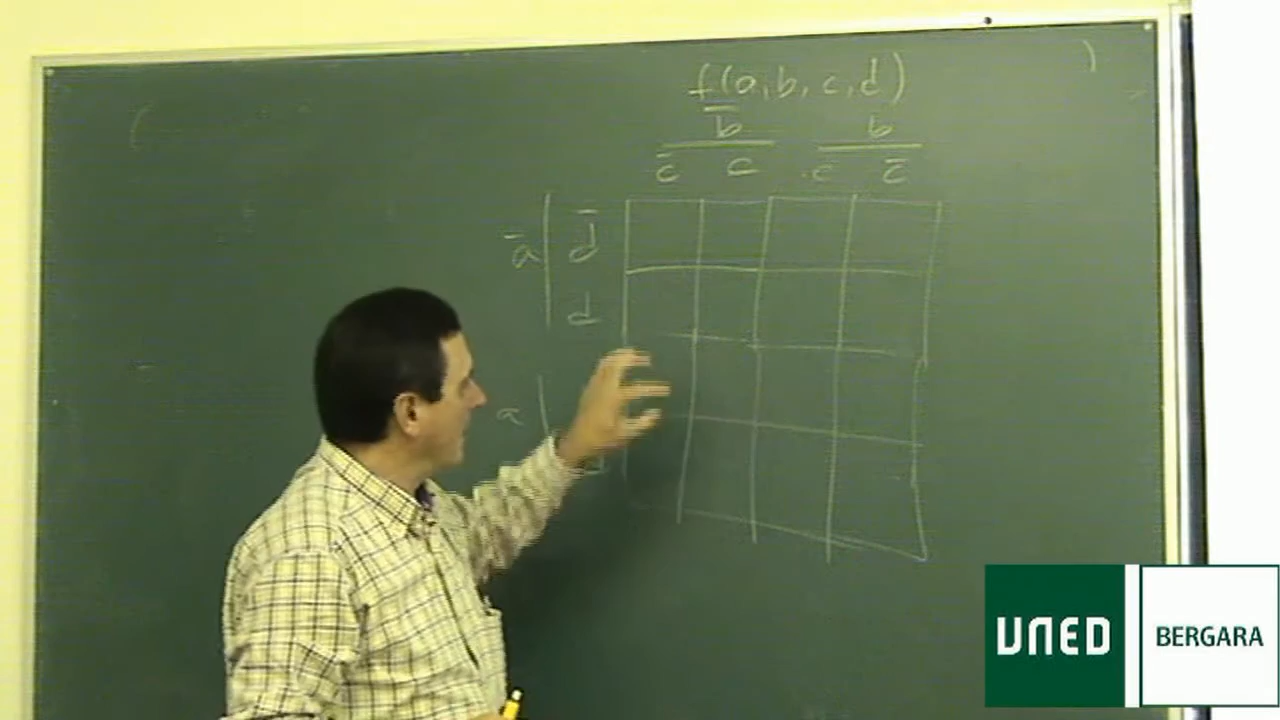 f(a,b,c,d)
b̅ b
c̅ c c c̅
a̅ d̅
d
a
d
UNED BERGARA